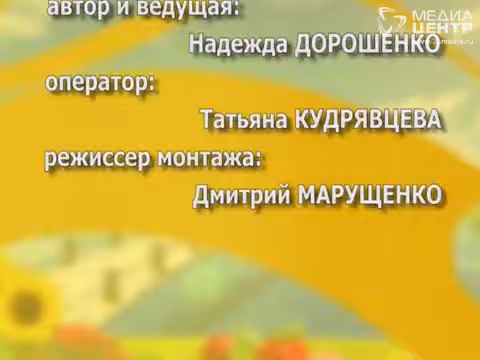 автор и ведущая:
МЕДИА
ЦЕНТР
Надежда ДОРОШЕНКО
оператор:
Татьяна КУДРЯВЦЕВА
режиссер монтажа:
Дмитрий МАРУЩЕНКО